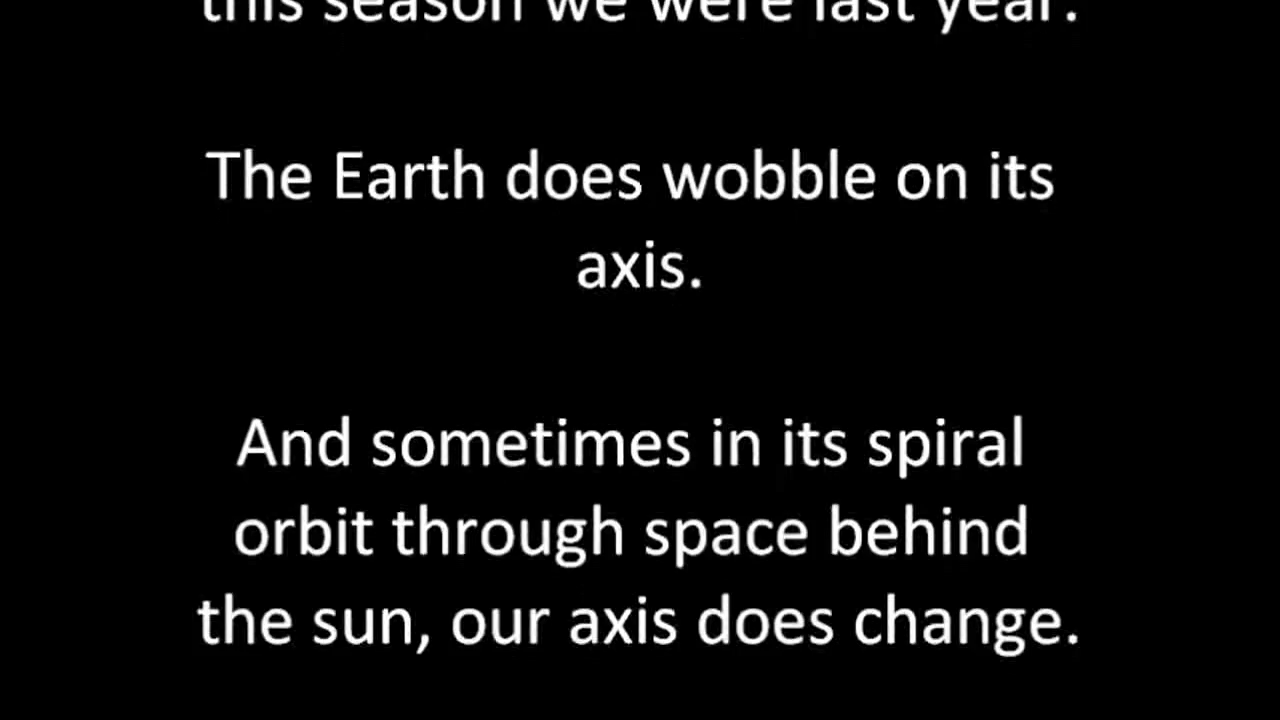 this season we were last year.
The Earth does wobble on its
axis.
And sometimes in its spiral
orbit through space behind
the sun, our axis does change.